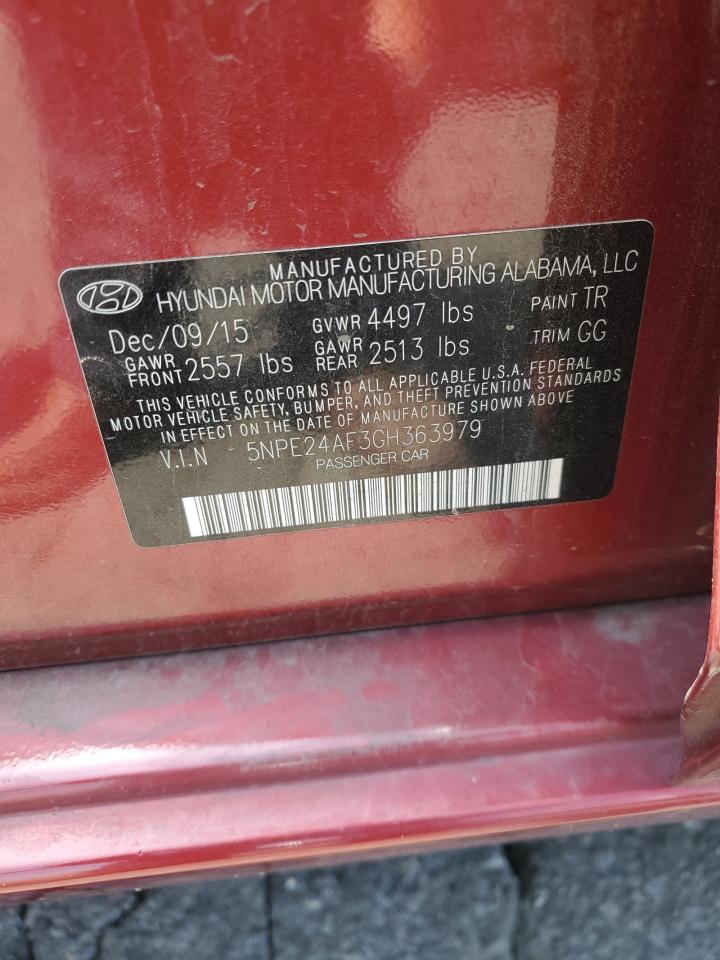 MANUFACTURED BY
HYUNDAI MOTOR MANUFACTURING ALABAMA, LLC
Dec/09/15 GVWR 4497 lbs PAINT TR
GAWR FRONT 2557 lbs GAWR REAR 2513 lbs TRIM GG
THIS VEHICLE CONFORMS TO ALL APPLICABLE U.S.A. FEDERAL
MOTOR VEHICLE SAFETY, BUMPER, AND THEFT PREVENTION STANDARDS
IN EFFECT ON THE DATE OF MANUFACTURE SHOWN ABOVE
V.I.N 5NPE24AF3GH363979
PASSENGER CAR